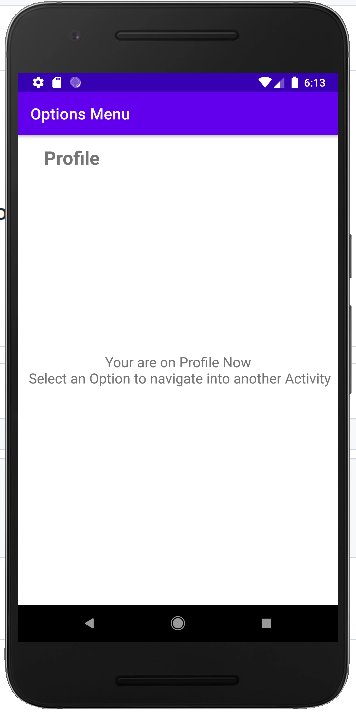 6:13
Options Menu
Profile
Your are on Profile Now
Select an Option to navigate into another Activity